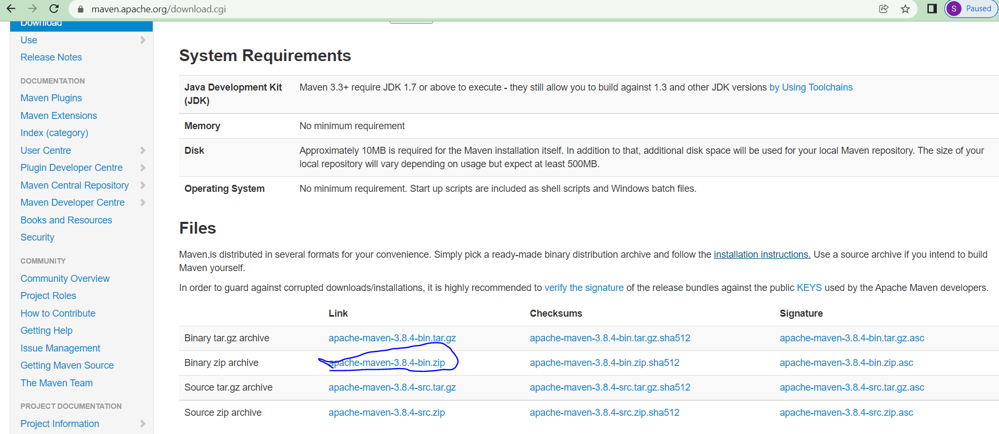 maven.apache.org/download.cgi
S Paused
Download
Use
Release Notes
DOCUMENTATION
Maven Plugins
Maven Extensions
Index (category)
User Centre
Plugin Developer Centre
Maven Central Repository
Maven Developer Centre
Books and Resources
Security
COMMUNITY
Community Overview
Project Roles
How to Contribute
Getting Help
Issue Management
Getting Maven Source
The Maven Team
PROJECT DOCUMENTATION
Project Information
System Requirements
Java Development Kit Maven 3.3+ require JDK 1.7 or above to execute - they still allow you to build against 1.3 and other JDK versions by Using Toolchains
(JDK)
Memory No minimum requirement
Disk Approximately 10MB is required for the Maven installation itself. In addition to that, additional disk space will be used for your local Maven repository. The size of your
local repository will vary depending on usage but expect at least 500MB.
Operating System No minimum requirement. Start up scripts are included as shell scripts and Windows batch files.
Files
Maven is distributed in several formats for your convenience. Simply pick a ready-made binary distribution archive and follow the installation instructions. Use a source archive if you intend to build
Maven yourself.
In order to guard against corrupted downloads/installations, it is highly recommended to verify the signature of the release bundles against the public KEYS used by the Apache Maven developers.
Link Checksums Signature
Binary tar.gz archive apache-maven-3.8.4-bin.tar.gz apache-maven-3.8.4-bin.tar.gz.sha512 apache-maven-3.8.4-bin.tar.gz.asc
Binary zip archive apache-maven-3.8.4-bin.zip apache-maven-3.8.4-bin.zip.sha512 apache-maven-3.8.4-bin.zip.asc
Source tar.gz archive apache-maven-3.8.4-src.tar.gz apache-maven-3.8.4-src.tar.gz.sha512 apache-maven-3.8.4-src.tar.gz.asc
Source zip archive apache-maven-3.8.4-src.zip apache-maven-3.8.4-src.zip.sha512 apache-maven-3.8.4-src.zip.asc